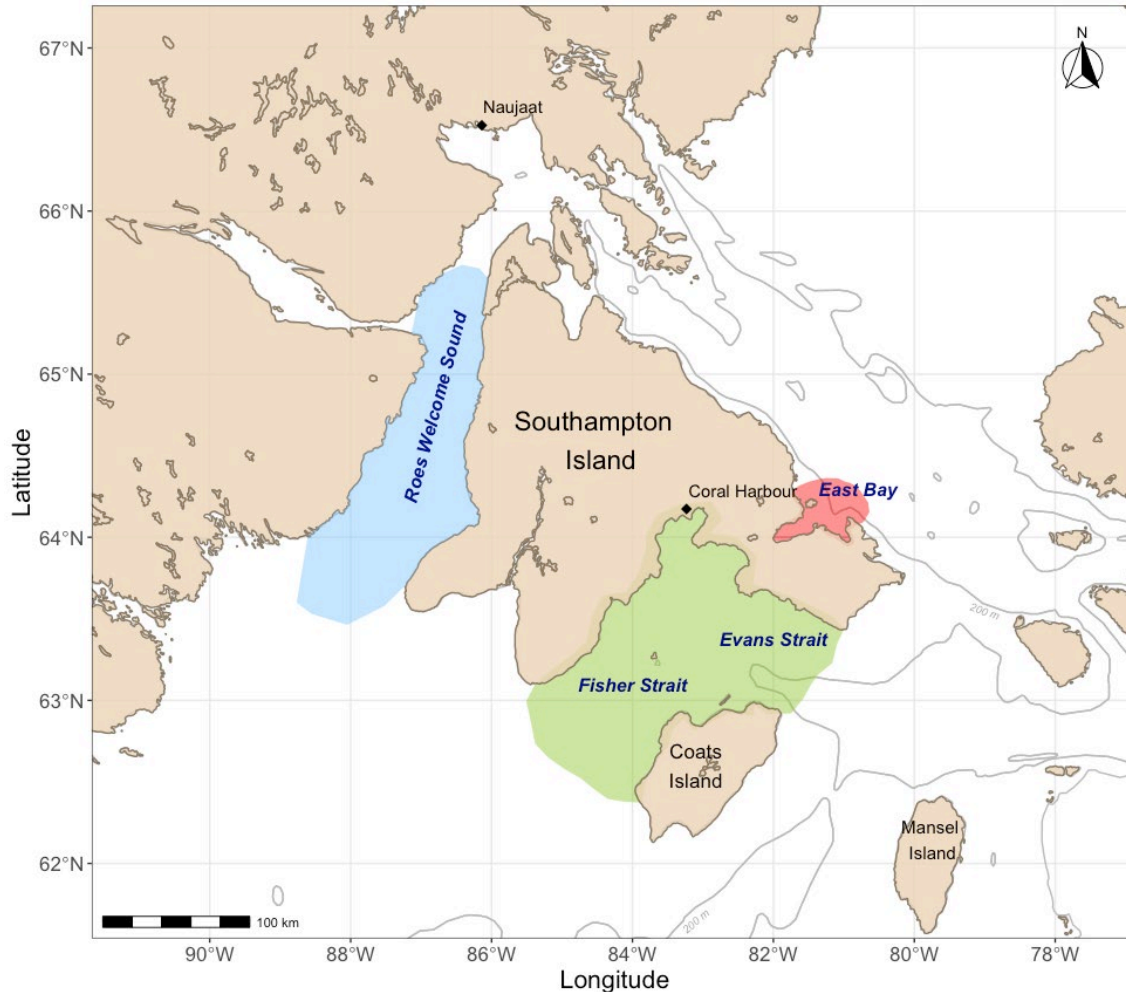 N
67°N
Naujaat
66°N
Roes Welcome Sound
65°N
Southampton
Island
Coral Harbour
East Bay
64°N
200 m
Evans Strait
Fisher Strait
63°N
Coats
Island
Mansel
Island
62°N
200 m
100 km
90°W
88°W
86°W
84°W
82°W
80°W
78°W
Latitude
Longitude